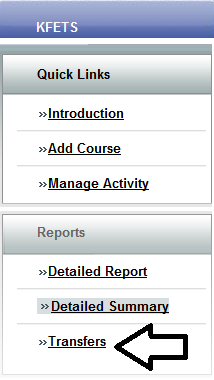 KFETS
Quick Links
»Introduction
»Add Course
»Manage Activity
Reports
»Detailed Report
»Detailed Summary
»Transfers